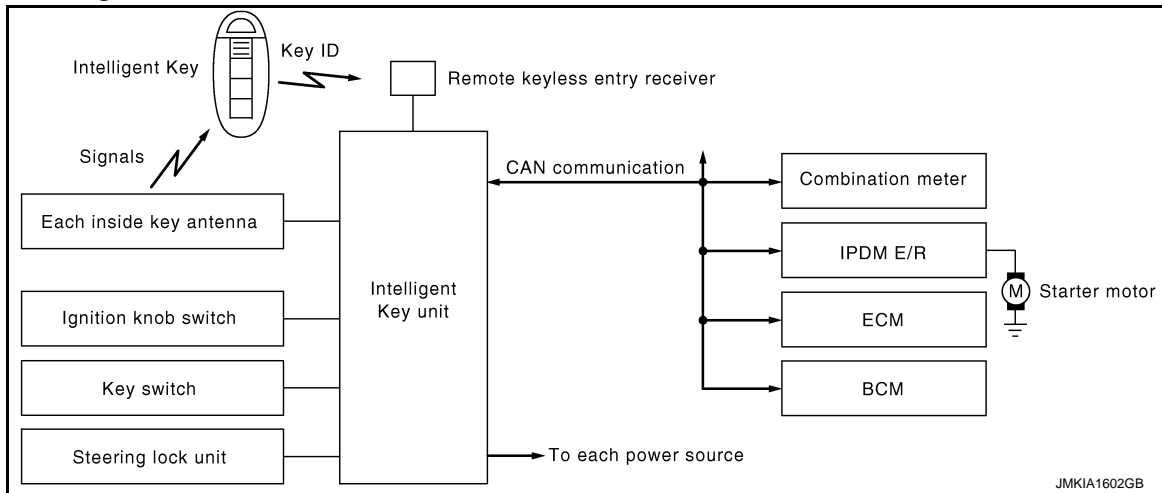 Intelligent Key
Key ID
Remote keyless entry receiver
Signals
CAN communication
Each inside key antenna
Combination meter
IPDM E/R
M
Starter motor
Intelligent
Key unit
Ignition knob switch
ECM
Key switch
BCM
Steering lock unit
To each power source
JMKIA1602GB